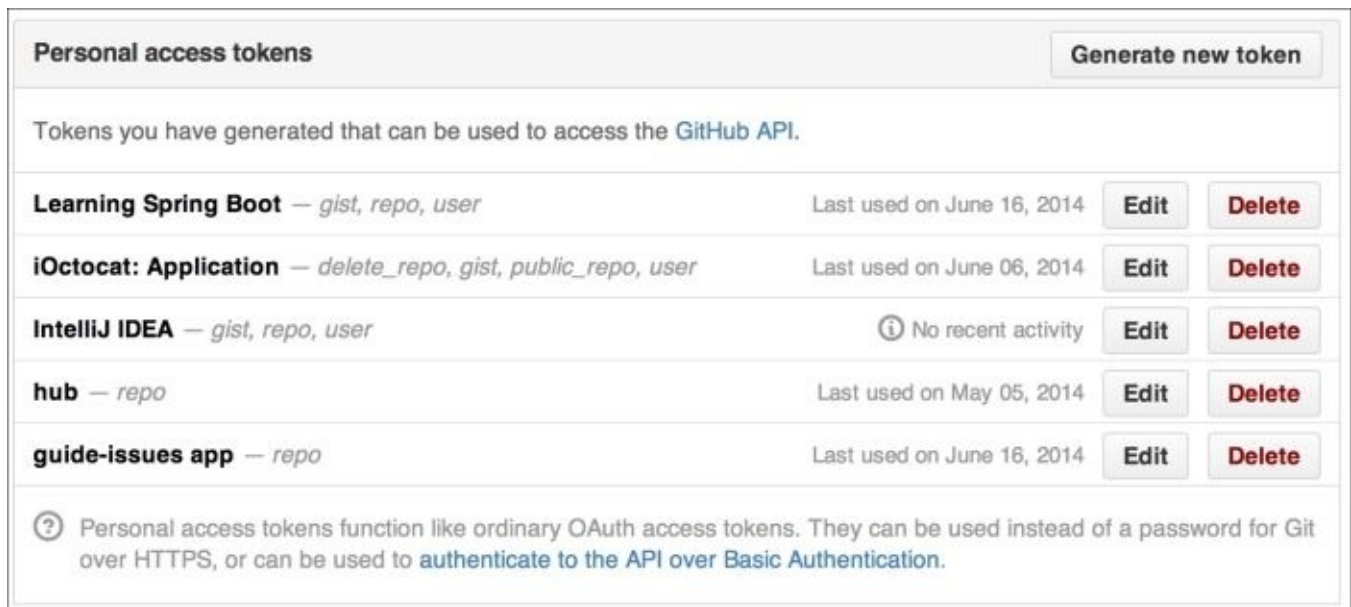 Personal access tokens Generate new token
Tokens you have generated that can be used to access the GitHub API.
Learning Spring Boot — gist, repo, user Last used on June 16, 2014 Edit Delete
iOctocat: Application — delete_repo, gist, public_repo, user Last used on June 06, 2014 Edit Delete
IntelliJ IDEA — gist, repo, user No recent activity Edit Delete
hub — repo Last used on May 05, 2014 Edit Delete
guide-issues app — repo Last used on June 16, 2014 Edit Delete
Personal access tokens function like ordinary OAuth access tokens. They can be used instead of a password for Git
over HTTPS, or can be used to authenticate to the API over Basic Authentication.